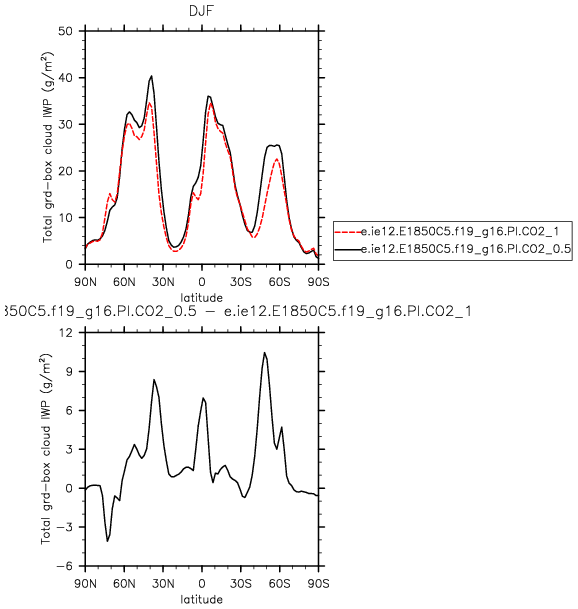 DJF
Total grd-box cloud IWP (g/m²)
50
40
30
20
10
0
90N 60N 30N 0 30S 60S 90S
latitude
e.ie12.E1850C5.f19_g16.PI.CO2_1
e.ie12.E1850C5.f19_g16.PI.CO2_0.5
850C5.f19_g16.PI.CO2_0.5 - e.ie12.E1850C5.f19_g16.PI.CO2_1
Total grd-box cloud IWP (g/m²)
12
9
6
3
0
-3
-6
90N 60N 30N 0 30S 60S 90S
latitude